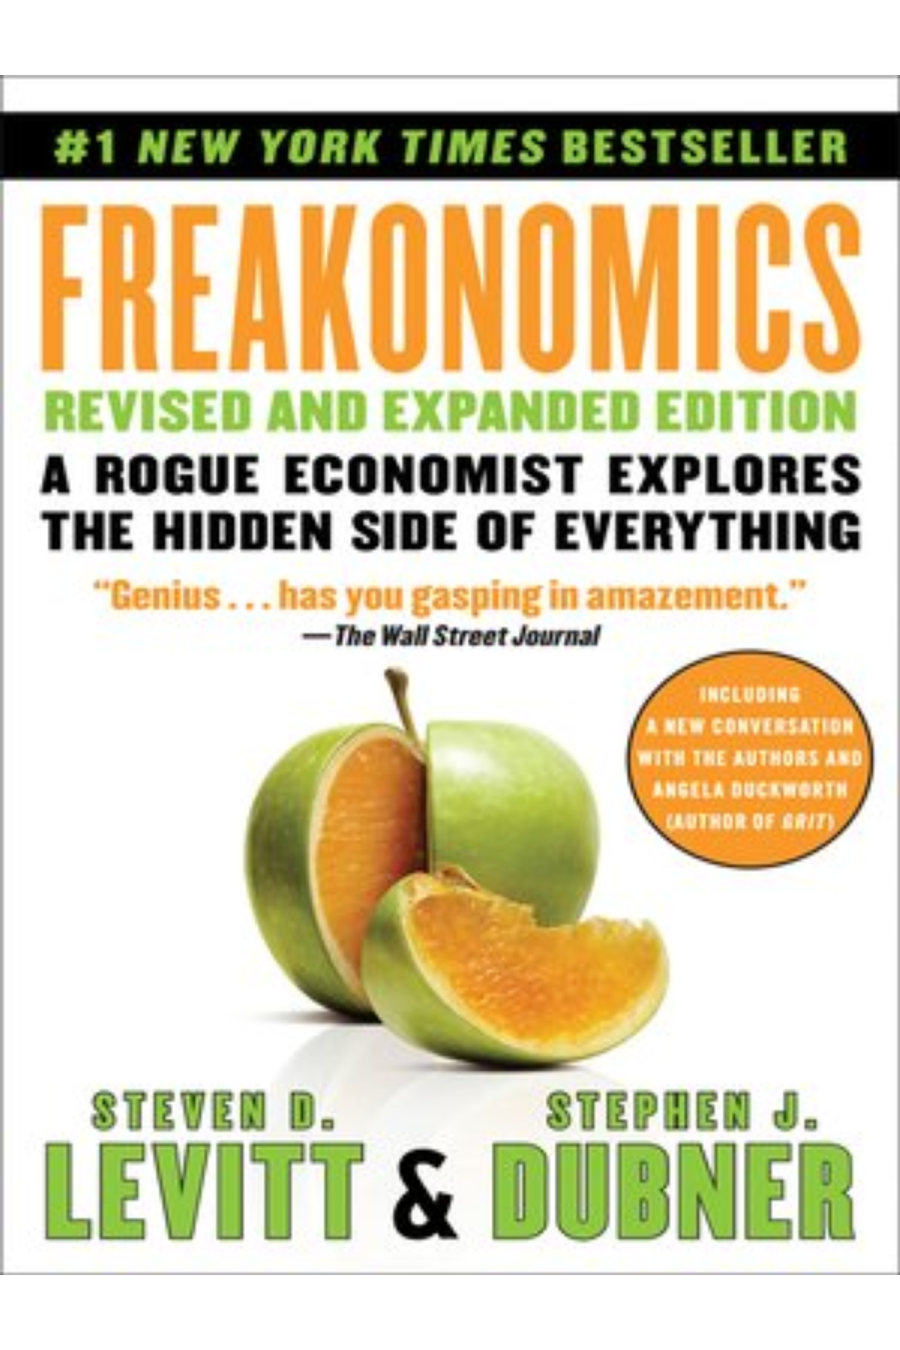 #1 NEW YORK TIMES BESTSELLER
FREAKONOMICS
REVISED AND EXPANDED EDITION
A ROGUE ECONOMIST EXPLORES
THE HIDDEN SIDE OF EVERYTHING
“Genius . . . has you gasping in amazement.”
—The Wall Street Journal
INCLUDING
A NEW CONVERSATION
WITH THE AUTHORS AND
ANGELA DUCKWORTH
(AUTHOR OF GRIT)
STEVEN D.
LEVITT &
STEPHEN J.
DUBNER